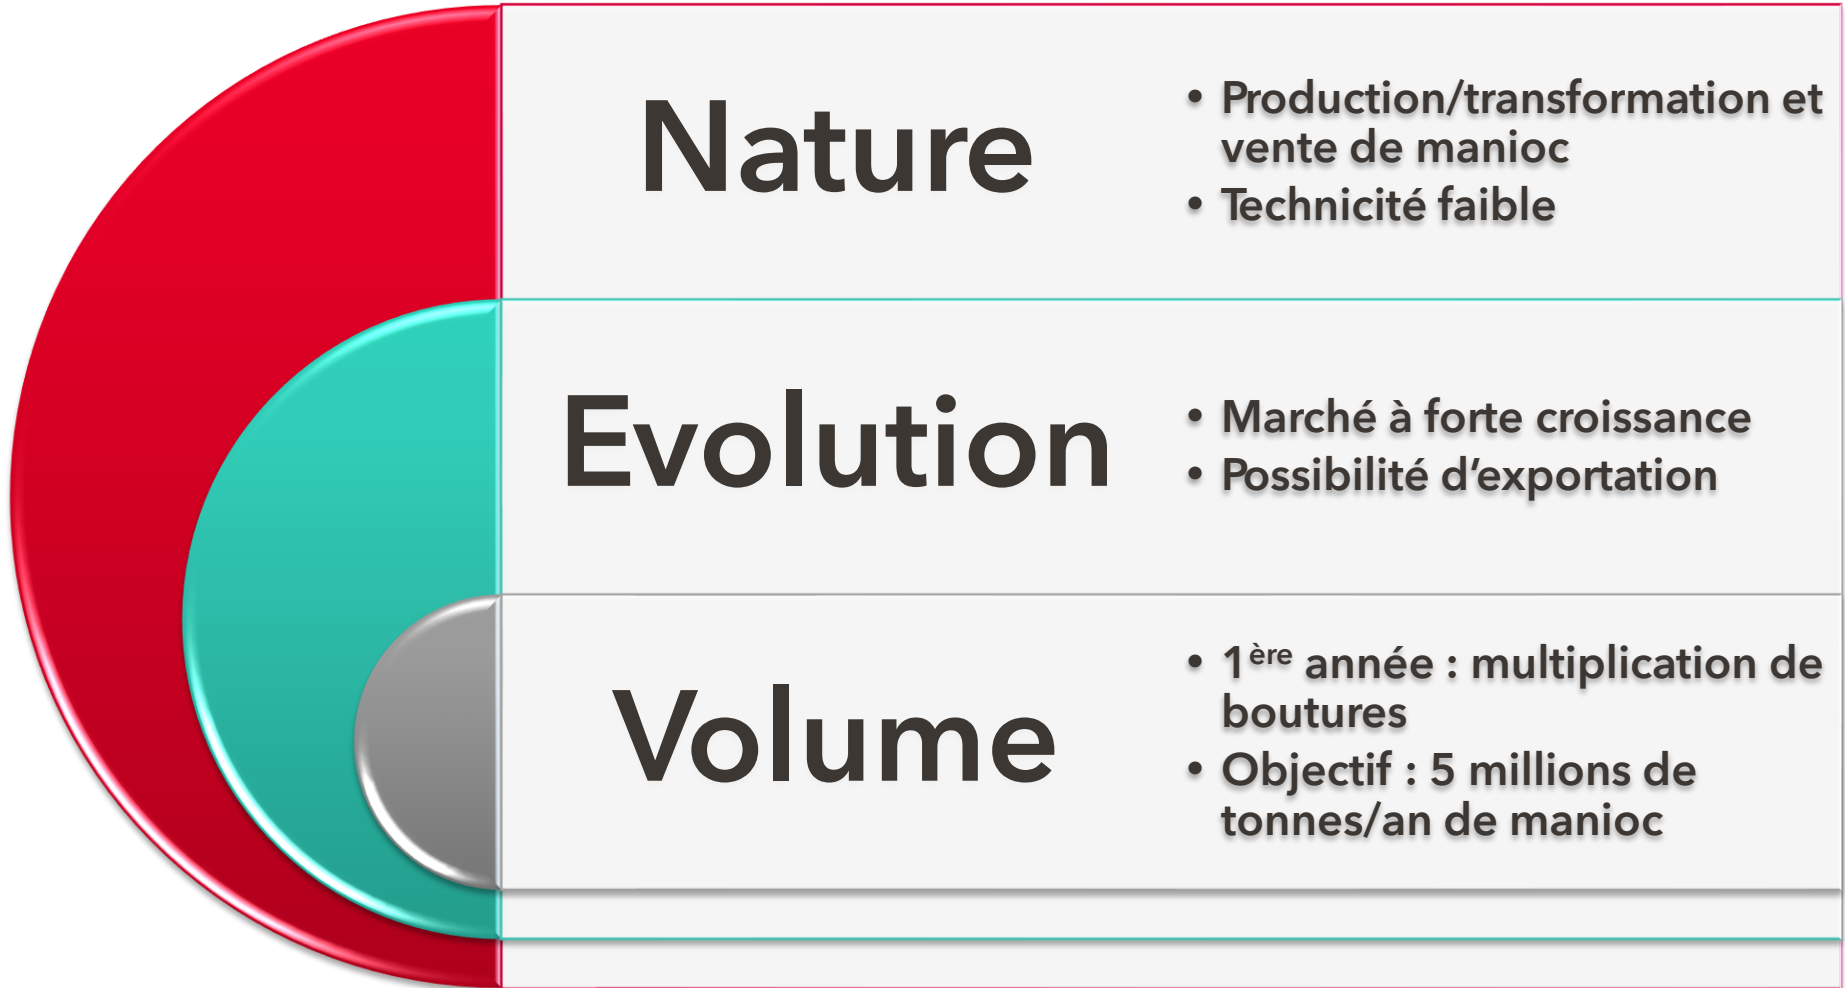 Nature
• Production/transformation et
vente de manioc
• Technicité faible
Evolution
• Marché à forte croissance
• Possibilité d’exportation
Volume
• 1ère année : multiplication de
boutures
• Objectif : 5 millions de
tonnes/an de manioc